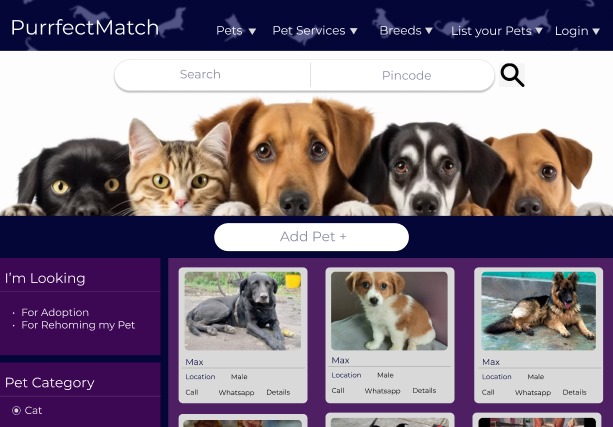 PurrfectMatch
Pets ▼ Pet Services ▼ Breeds ▼ List your Pets ▼ Login ▼
Search Pincode
Add Pet +
I'm Looking
• For Adoption
• For Rehoming my Pet
Pet Category
Cat
Max
Location Male
Call Whatsapp Details
Max
Location Male
Call Whatsapp Details
Max
Location Male
Call Whatsapp Details